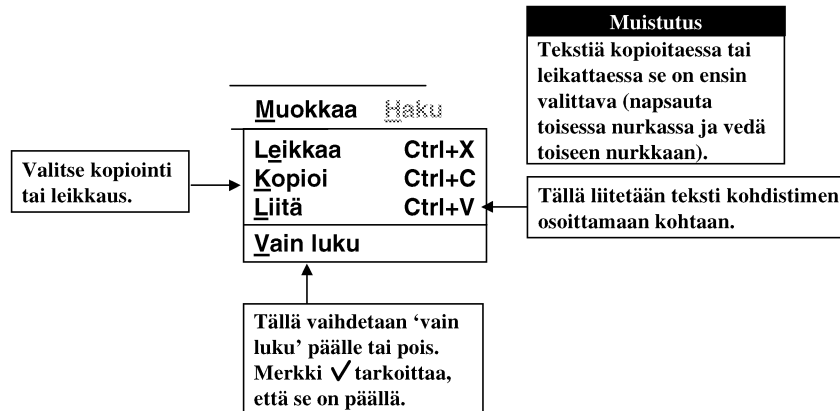 Muistutus
Tekstiä kopioitaessa tai
leikattaessa se on ensin
valittava (napsauta
toisessa nurkassa ja vedä
toiseen nurkkaan).
Muokkaa Haku
Leikkaa Ctrl+X
Kopioi Ctrl+C
Liitä Ctrl+V
Vain luku
Valitse kopiointi
tai leikkaus.
Tällä liitetään teksti kohdistimen
osoittamaan kohtaan.
Tällä vaihdetaan ‘vain
luku’ päälle tai pois.
Merkki ✓ tarkoittaa,
että se on päällä.